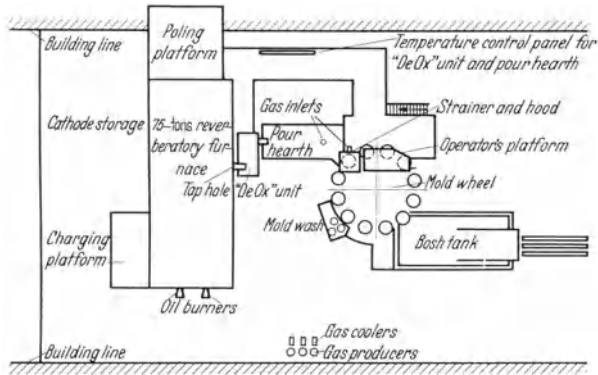 Building line
Poling
platform
Temperature control panel for
"DeOx" unit and pour hearth
Cathode storage
75-tons rever-
beratory fur-
nace
Gas inlets
Pour
hearth
Strainer and hood
Operator's platform
Tap hole
"DeOx" unit
Mold wheel
Mold wash
Bosh tank
Charging
platform
Oil burners
Gas coolers
Gas producers
Building line